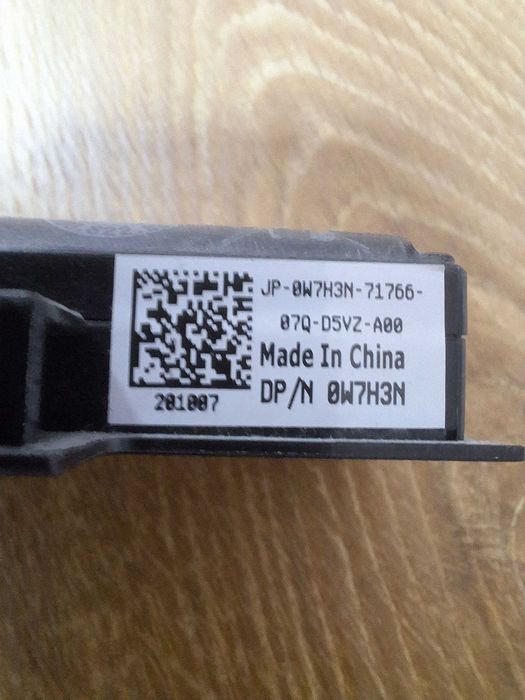 JP-0W7H3N-71766-
07Q-D5VZ-A00
Made In China
DP/N 0W7H3N
201007